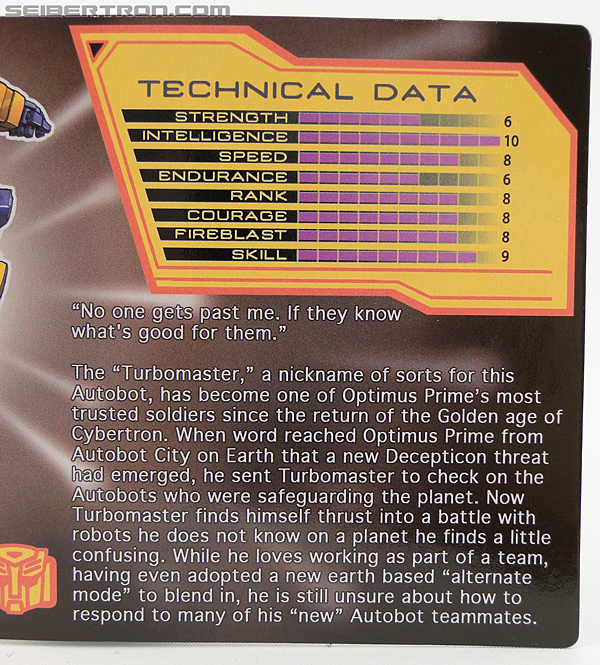 SEIBERTRON.COM
TECHNICAL DATA
STRENGTH 6
INTELLIGENCE 10
SPEED 8
ENDURANCE 6
RANK 8
COURAGE 8
FIREBLAST 8
SKILL 9
“No one gets past me. If they know
what's good for them.”
The “Turbomaster,” a nickname of sorts for this
Autobot, has become one of Optimus Prime’s most
trusted soldiers since the return of the Golden age of
Cybertron. When word reached Optimus Prime from
Autobot City on Earth that a new Decepticon threat
had emerged, he sent Turbomaster to check on the
Autobots who were safeguarding the planet. Now
Turbomaster finds himself thrust into a battle with
robots he does not know on a planet he finds a little
confusing. While he loves working as part of a team,
having even adopted a new earth based “alternate
mode” to blend in, he is still unsure about how to
respond to many of his “new” Autobot teammates.